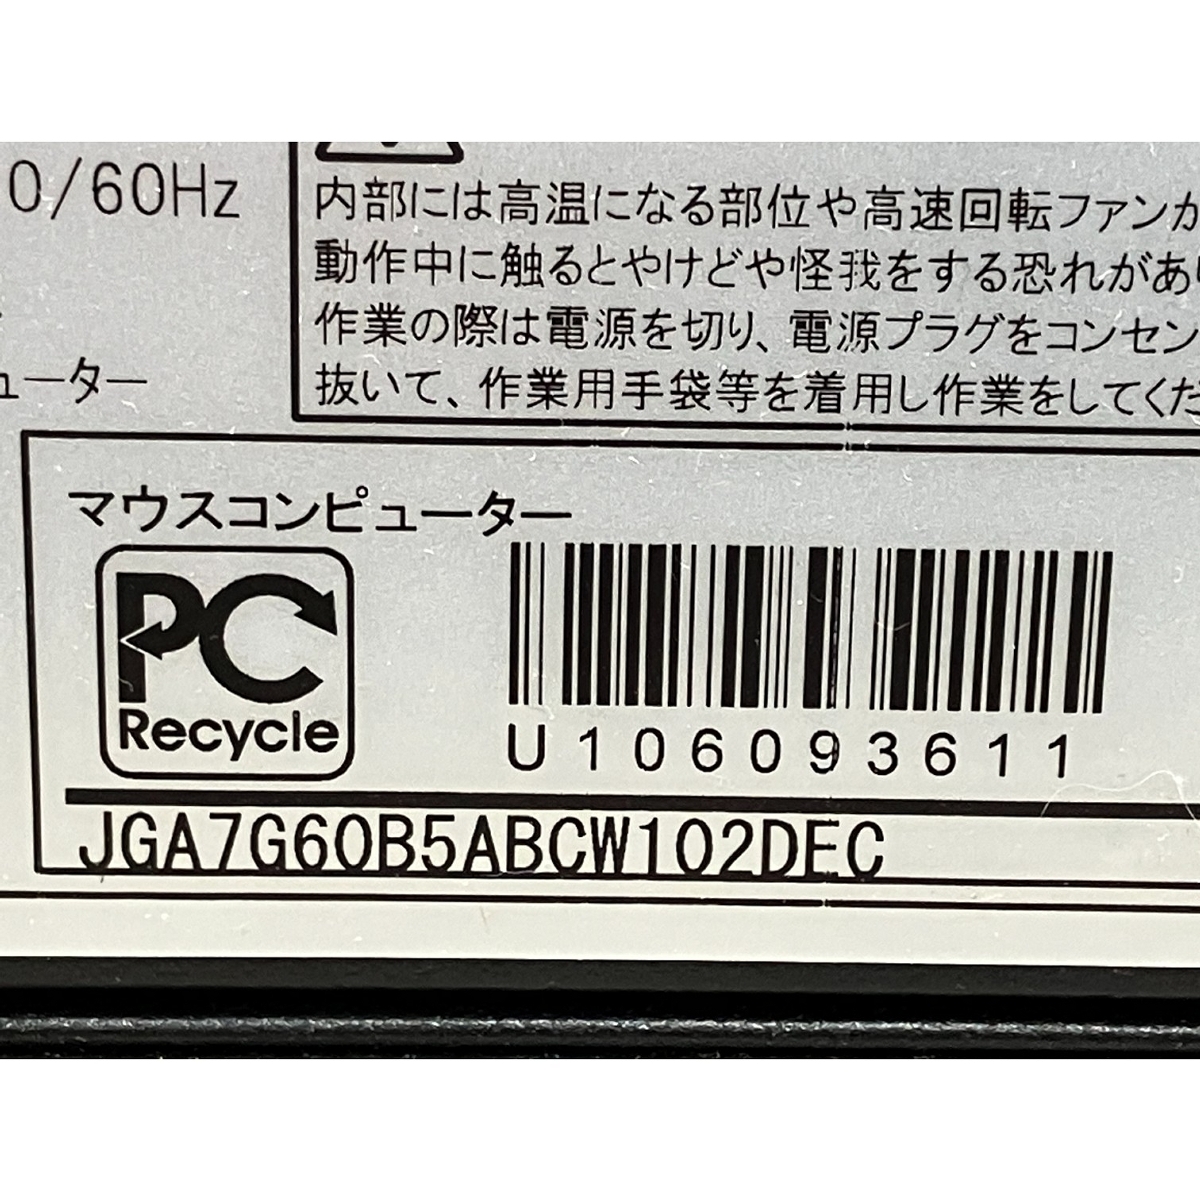 0/60Hz
内部には高温になる部位や高速回転ファンが
動作中に触るとやけどや怪我をする恐れがあ
作業の際は電源を切り、電源プラグをコンセン
ューター
抜いて、作業用手袋等を着用し作業をしてくだ
マウスコンピューター
PC
Recycle
U106093611
JGA7G60B5ABCW102DEC